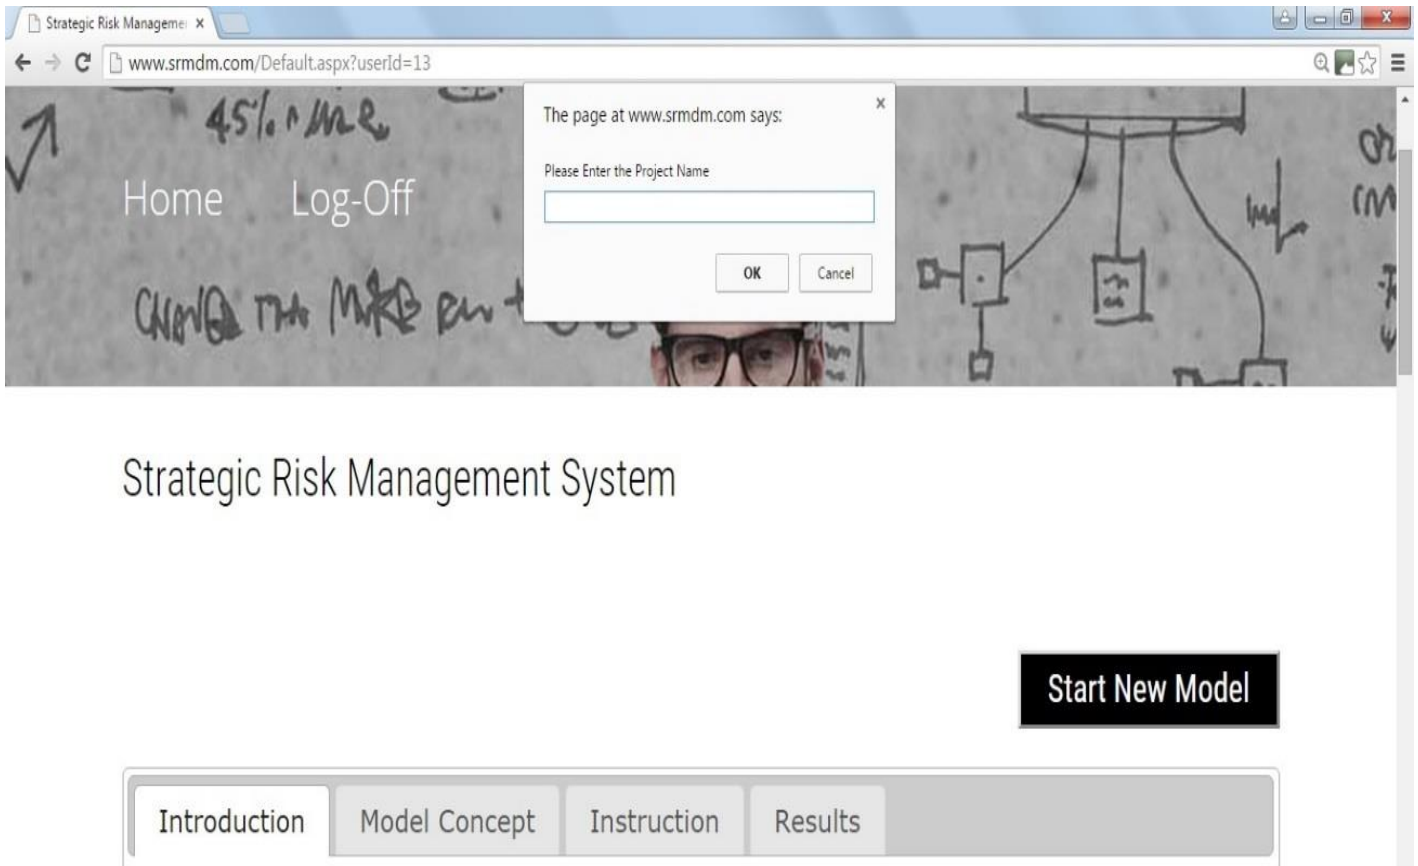 Strategic Risk Manageme
www.srmdm.com/Default.aspx?userId=13
The page at www.srmdm.com says:
45%
Please Enter the Project Name
Home Log-Off
OK Cancel
Strategic Risk Management System
Start New Model
Introduction Model Concept Instruction Results